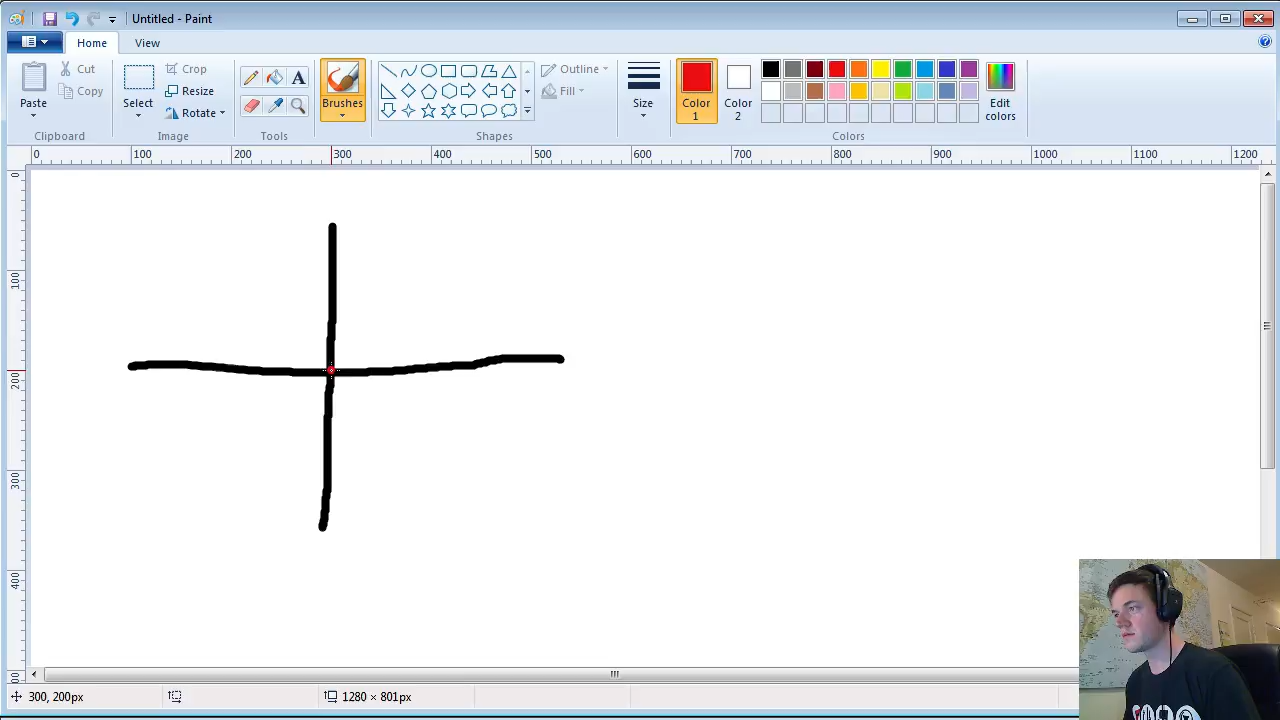 Untitled - Paint
Home View
Paste
Cut
Copy
Clipboard
Select
Crop
Resize
Rotate
Image
A
Tools
Brushes
Outline
Fill
Shapes
Size
Color 1
Color 2
Edit colors
Colors
0 100 200 300 400 500 600 700 800 900 1000 1100 1200
0
100
200
300
400
300, 200px
1280 × 901px